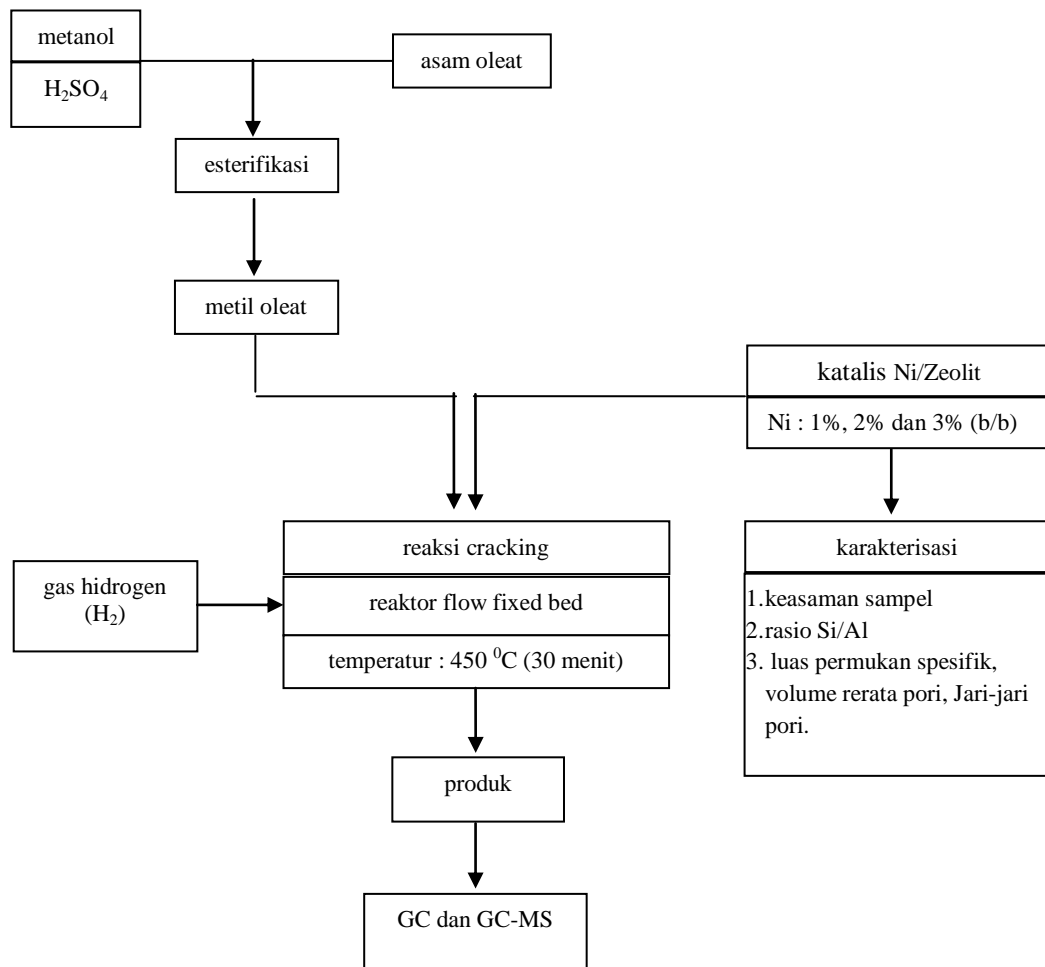 metanol
H₂SO₄
asam oleat
esterifikasi
metil oleat
katalis Ni/Zeolit
Ni : 1%, 2% dan 3% (b/b)
reaksi cracking
reaktor flow fixed bed
temperatur : 450 ⁰C (30 menit)
gas hidrogen
(H₂)
karakterisasi
1.keasaman sampel
2.rasio Si/Al
3. luas permukan spesifik,
volume rerata pori, Jari-jari
pori.
produk
GC dan GC-MS